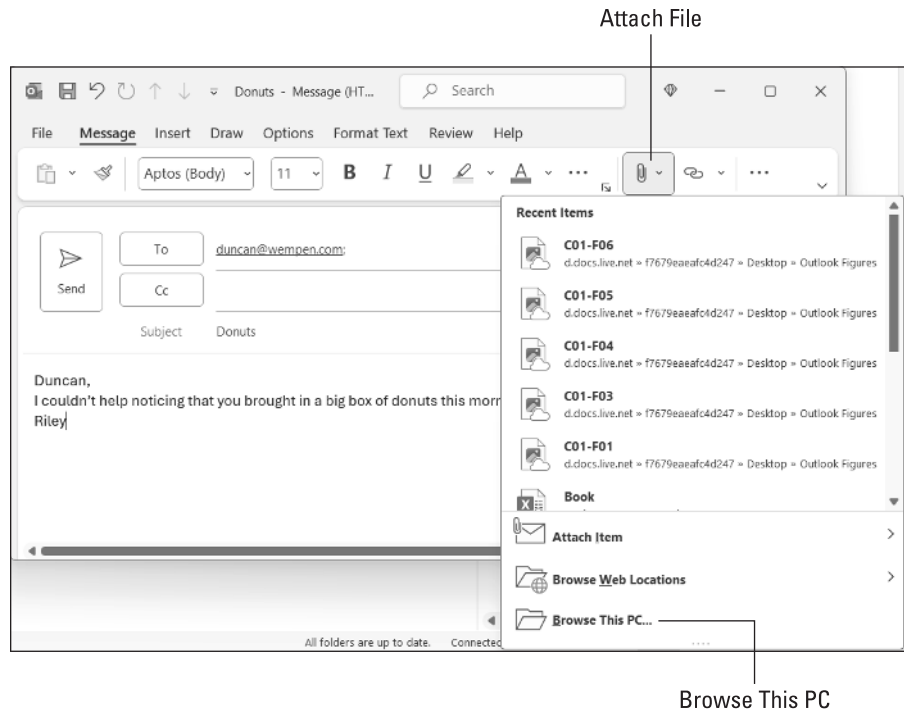 Attach File
Donuts - Message (HT...
Search
File Message Insert Draw Options Format Text Review Help
Aptos (Body) 11 B I U A
Recent Items
C01-F06
d.docs.live.net » f7679eaeafc4d247 » Desktop » Outlook Figures
C01-F05
d.docs.live.net » f7679eaeafc4d247 » Desktop » Outlook Figures
C01-F04
d.docs.live.net » f7679eaeafc4d247 » Desktop » Outlook Figures
C01-F03
d.docs.live.net » f7679eaeafc4d247 » Desktop » Outlook Figures
C01-F01
d.docs.live.net » f7679eaeafc4d247 » Desktop » Outlook Figures
Book
Attach Item
Browse Web Locations
Browse This PC...
Send
To duncan@wempen.com;
Cc
Subject Donuts
Duncan,
I couldn't help noticing that you brought in a big box of donuts this morn
Riley
All folders are up to date. Connected
Browse This PC